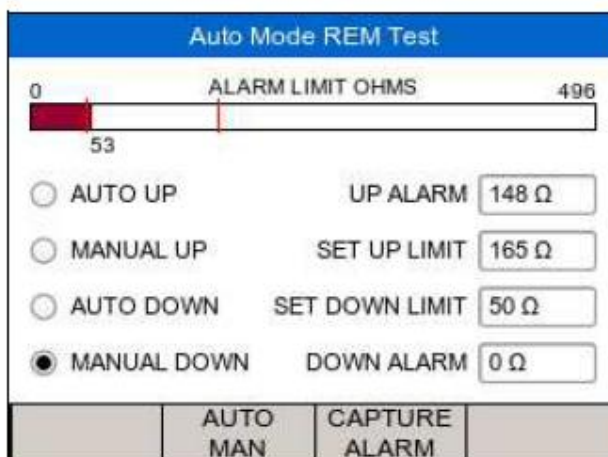 Auto Mode REM Test
0 ALARM LIMIT OHMS 496
53
AUTO UP UP ALARM 148 Ω
MANUAL UP SET UP LIMIT 165 Ω
AUTO DOWN SET DOWN LIMIT 50 Ω
MANUAL DOWN DOWN ALARM 0 Ω
AUTO CAPTURE
MAN ALARM